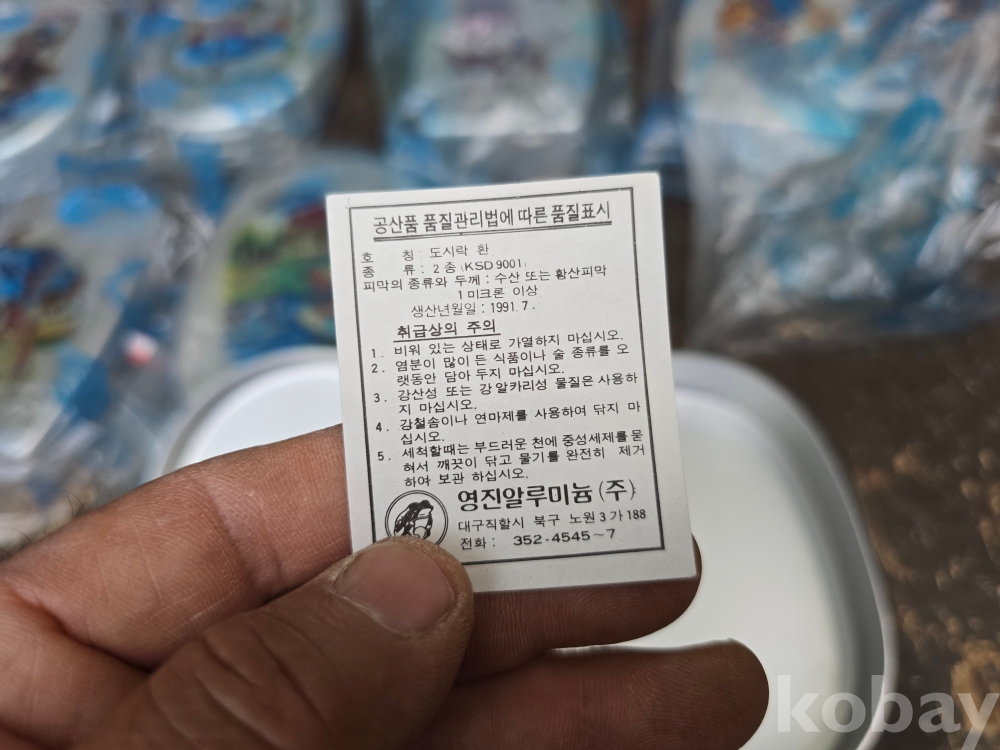 공산품 품질관리법에 따른 품질표시
호 칭 : 도시락 환
종 류 : 2 송 (KSD 9001)
피막의 종류와 두께 : 수산 또는 황산피막
1 미크론 이상
생산년월일 : 1991. 7 .
취급상의 주의
1. 비워 있는 상태로 가열하지 마십시오.
2. 염분이 많이 든 식품이나 술 종류를 오
랫동안 담아 두지 마십시오.
3. 강산성 또는 강알카리성 물질은 사용하
지 마십시오.
4. 강철솜이나 연마제를 사용하여 닦지 마
십시오.
5. 세척할때는 부드러운 천에 중성세제를 묻
혀서 깨끗이 닦고 물기를 완전히 제거
하여 보관 하십시오.
영진알루미늄 (주)
대구직할시 북구 노원 3 가 188
전화 : 352-4545~7
kobay